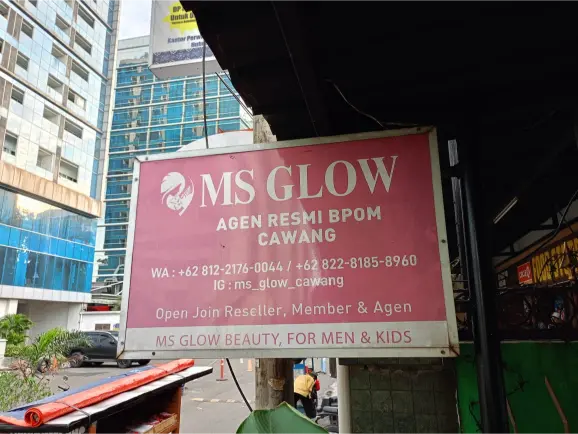 MS GLOW
AGEN RESMI BPOM
CAWANG
WA : +62 812-2176-0044 / +62 822-8185-8960
IG : ms_glow_cawang
Open Join Reseller, Member & Agen
MS GLOW BEAUTY, FOR MEN & KIDS